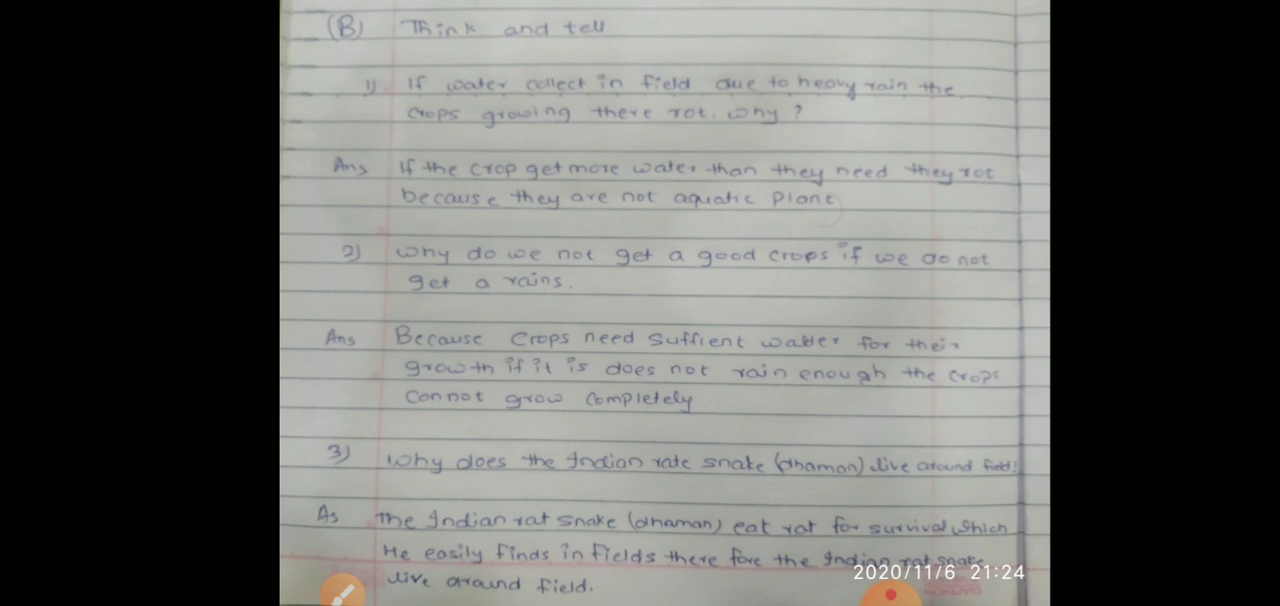 (B) Think and tell
1) If water collect in field due to heavy rain the
crops growing there rot. why ?
Ans If the crop get more water than they need they rot
because they are not aquatic plant
2) why do we not get a good crops if we do not
get a rains.
Ans Because crops need suffient water for their
growth if it is does not rain enough the crops
connot grow completely
3) why does the Indian rate snake (dhaman) live around field!
As the Indian rat snake (dhaman) eat rat for survival which
He easily finds in fields there fore the Indian rat snake
live around field.
2020/11/6 21:24